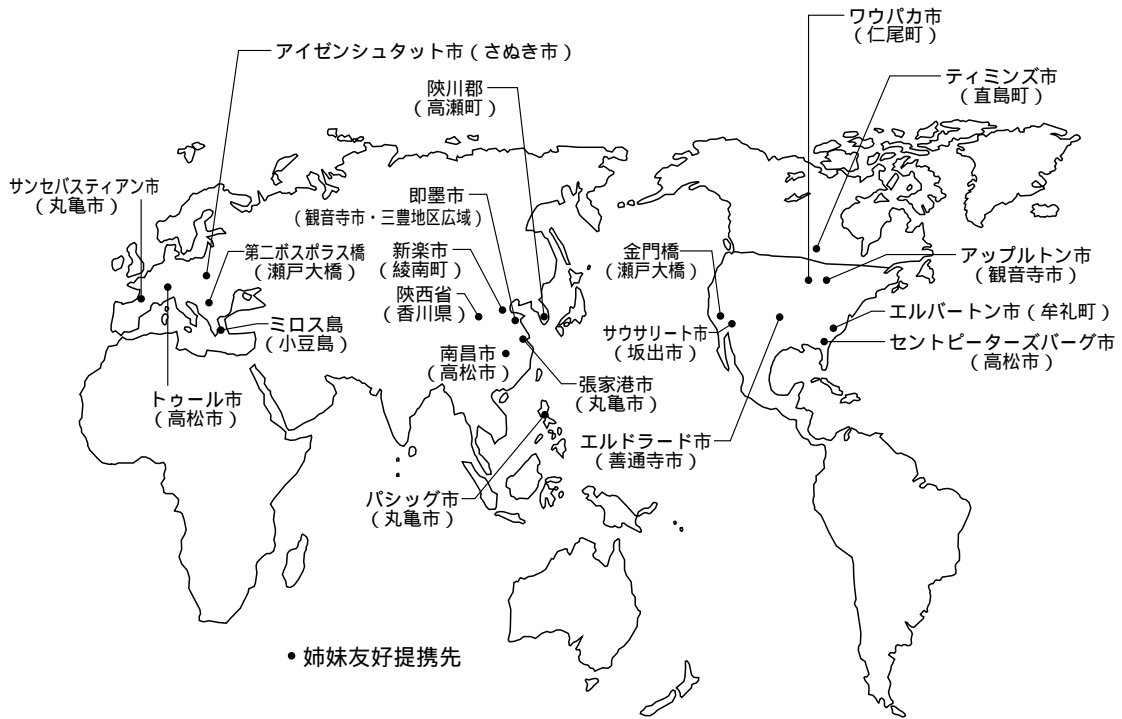 ワウパカ市
（仁尾町）
アイゼンシュタット市（さぬき市）
ティミンズ市
（直島町）
陜川郡
（高瀬町）
サンセバスティアン市
（丸亀市）
即墨市
（観音寺市・三豊地区広域）
第二ボスポラス橋
（瀬戸大橋）
新楽市
（綾南町）
金門橋
（瀬戸大橋）
アップルトン市
（観音寺市）
陝西省
（香川県）
エルバートン市（牟礼町）
ミロス島
（小豆島）
サウサリート市
（坂出市）
セントピーターズバーグ市
（高松市）
南昌市
（高松市）
張家港市
（丸亀市）
トゥール市
（高松市）
エルドラード市
（善通寺市）
パシッグ市
（丸亀市）
●姉妹友好提携先